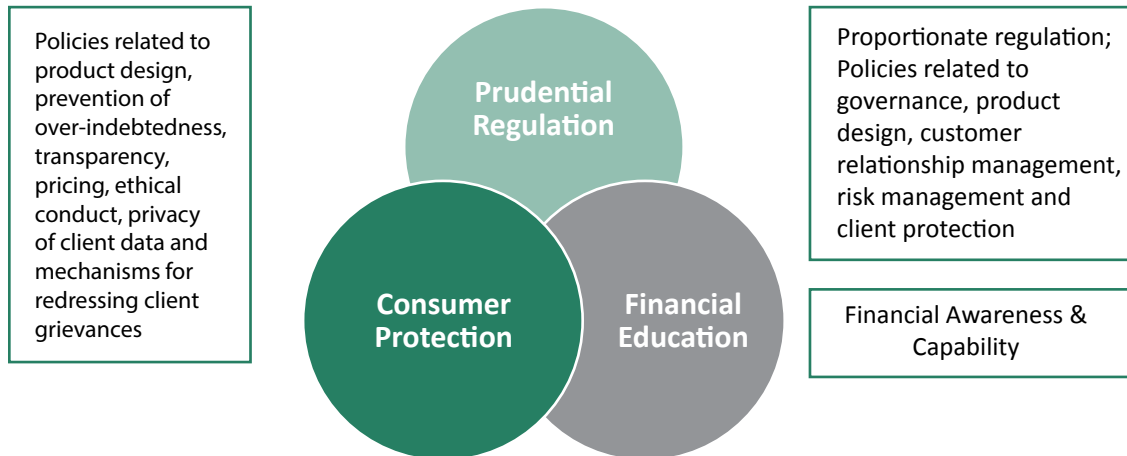 Policies related to
product design,
prevention of
over-indebtedness,
transparency,
pricing, ethical
conduct, privacy
of client data and
mechanisms for
redressing client
grievances
Prudential
Regulation
Consumer
Protection
Financial
Education
Proportionate regulation;
Policies related to
governance, product
design, customer
relationship management,
risk management and
client protection
Financial Awareness &
Capability